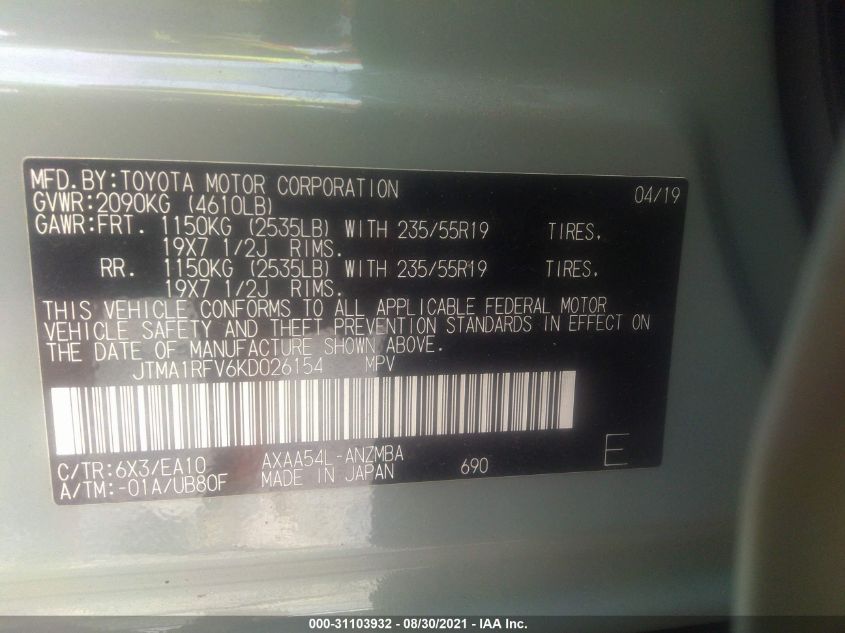 MFD.BY:TOYOTA MOTOR CORPORATION 04/19
GVWR:2090KG (4610LB)
GAWR:FRT. 1150KG (2535LB) WITH 235/55R19 TIRES.
19X7 1/2J RIMS.
RR. 1150KG (2535LB) WITH 235/55R19 TIRES.
19X7 1/2J RIMS.
THIS VEHICLE CONFORMS TO ALL APPLICABLE FEDERAL MOTOR
VEHICLE SAFETY AND THEFT PREVENTION STANDARDS IN EFFECT ON
THE DATE OF MANUFACTURE SHOWN ABOVE.
JTMA1RFV6KD026154 MPV
C/TR:6X3/EA10 AXAA54L-ANZMBA 690 E
A/TM:-01A/UB80F MADE IN JAPAN
000-31103932 - 08/30/2021 - IAA Inc.